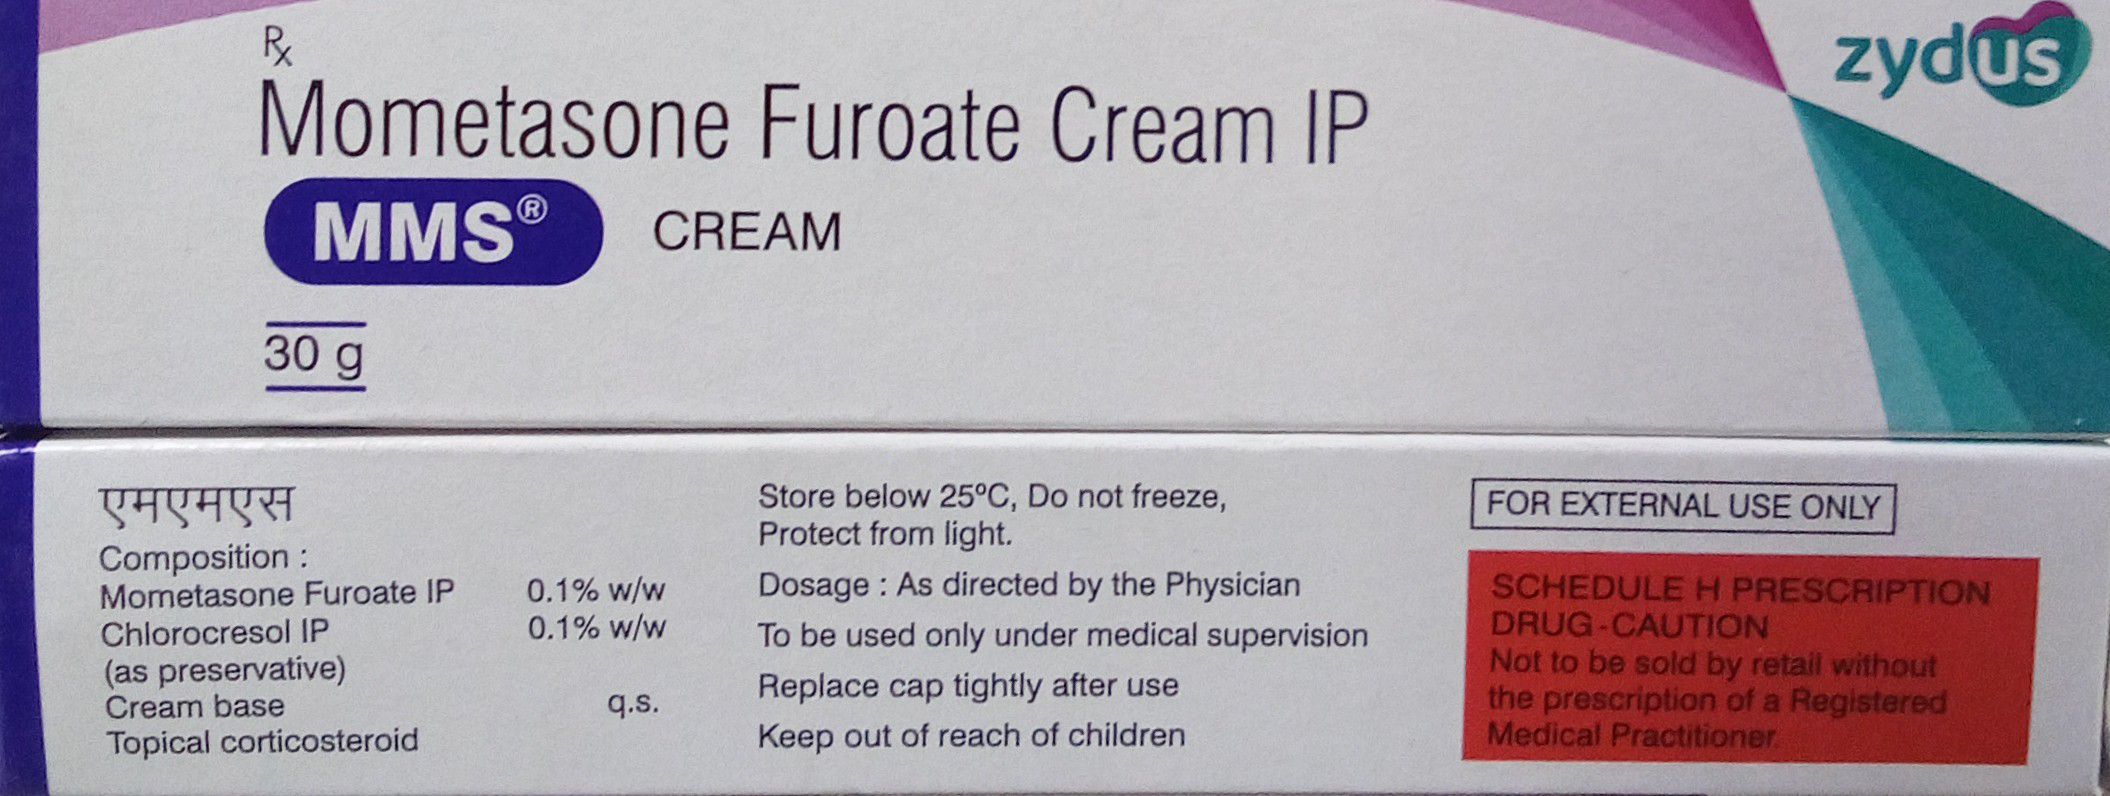 Rx
Mometasone Furoate Cream IP
zydus
MMS® CREAM
30 g
एमएमएस
Composition :
Mometasone Furoate IP 0.1% w/w
Chlorocresol IP 0.1% w/w
(as preservative)
Cream base q.s.
Topical corticosteroid
Store below 25ºC, Do not freeze,
Protect from light.
Dosage : As directed by the Physician
To be used only under medical supervision
Replace cap tightly after use
Keep out of reach of children
FOR EXTERNAL USE ONLY
SCHEDULE H PRESCRIPTION
DRUG-CAUTION
Not to be sold by retail without
the prescription of a Registered
Medical Practitioner.